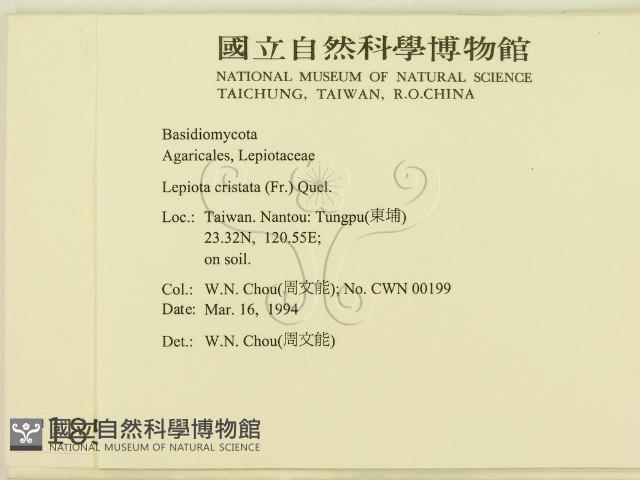 國立自然科學博物館
NATIONAL MUSEUM OF NATURAL SCIENCE
TAICHUNG, TAIWAN, R.O.CHINA
Basidiomycota
Agaricales, Lepiotaceae
Lepiota cristata (Fr.) Quel.
Loc.: Taiwan. Nantou: Tungpu(東埔)
23.32N, 120.55E;
on soil.
Col.: W.N. Chou(周文能); No. CWN 00199
Date: Mar. 16, 1994
Det.: W.N. Chou(周文能)
國立自然科學博物館
NATIONAL MUSEUM OF NATURAL SCIENCE